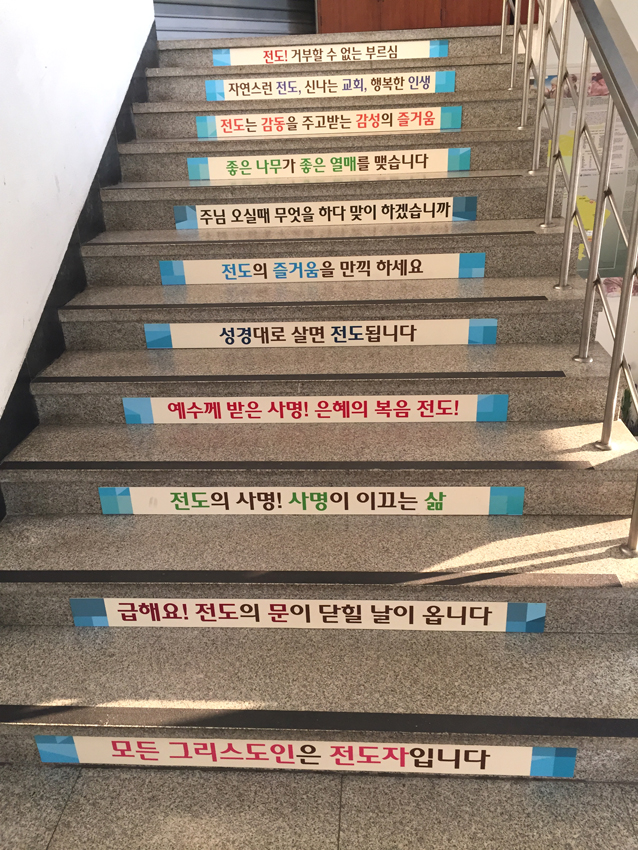 전도! 거부할 수 없는 부르심
자연스런 전도, 신나는 교회, 행복한 인생
전도는 감동을 주고받는 감성의 즐거움
좋은 나무가 좋은 열매를 맺습니다
주님 오실때 무엇을 하다 맞이 하겠습니까
전도의 즐거움을 만끽 하세요
성경대로 살면 전도됩니다
예수께 받은 사명! 은혜의 복음 전도!
전도의 사명! 사명이 이끄는 삶
급해요! 전도의 문이 닫힐 날이 옵니다
모든 그리스도인은 전도자입니다